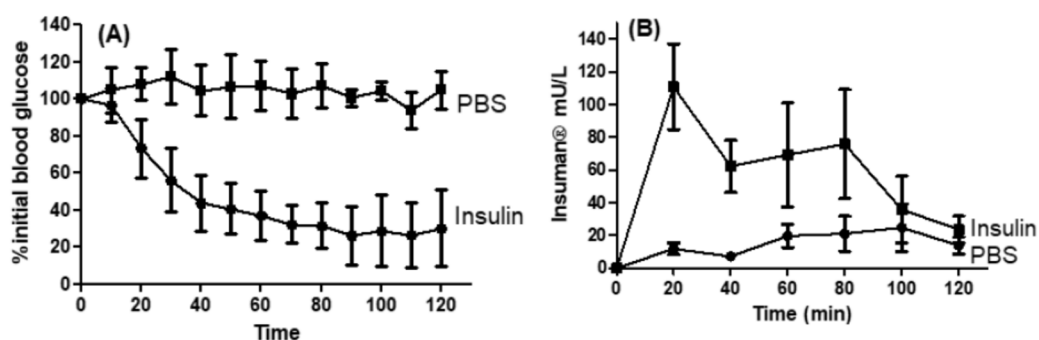 (A)
%initial blood glucose
140
120
100
80
60
40
20
0
PBS
Insulin
0 20 40 60 80 100 120
Time
(B)
Insuman® mU/L
140
120
100
80
60
40
20
0
Insulin
PBS
0 20 40 60 80 100 120
Time (min)